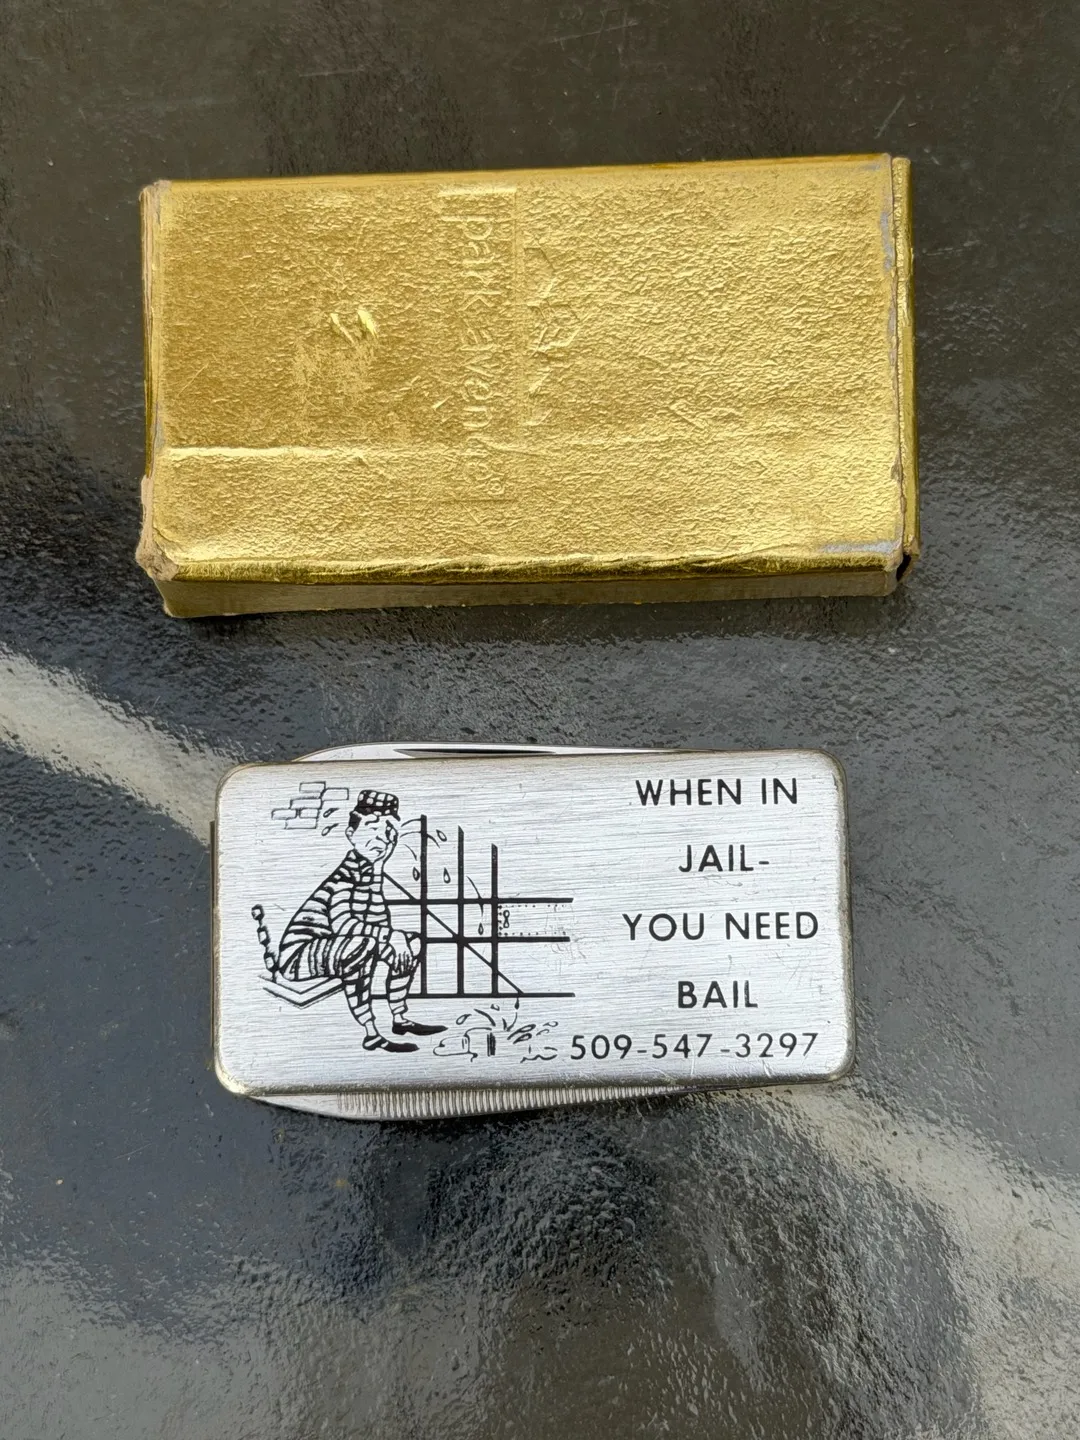 park avenue
WHEN IN
JAIL-
YOU NEED
BAIL
509-547-3297